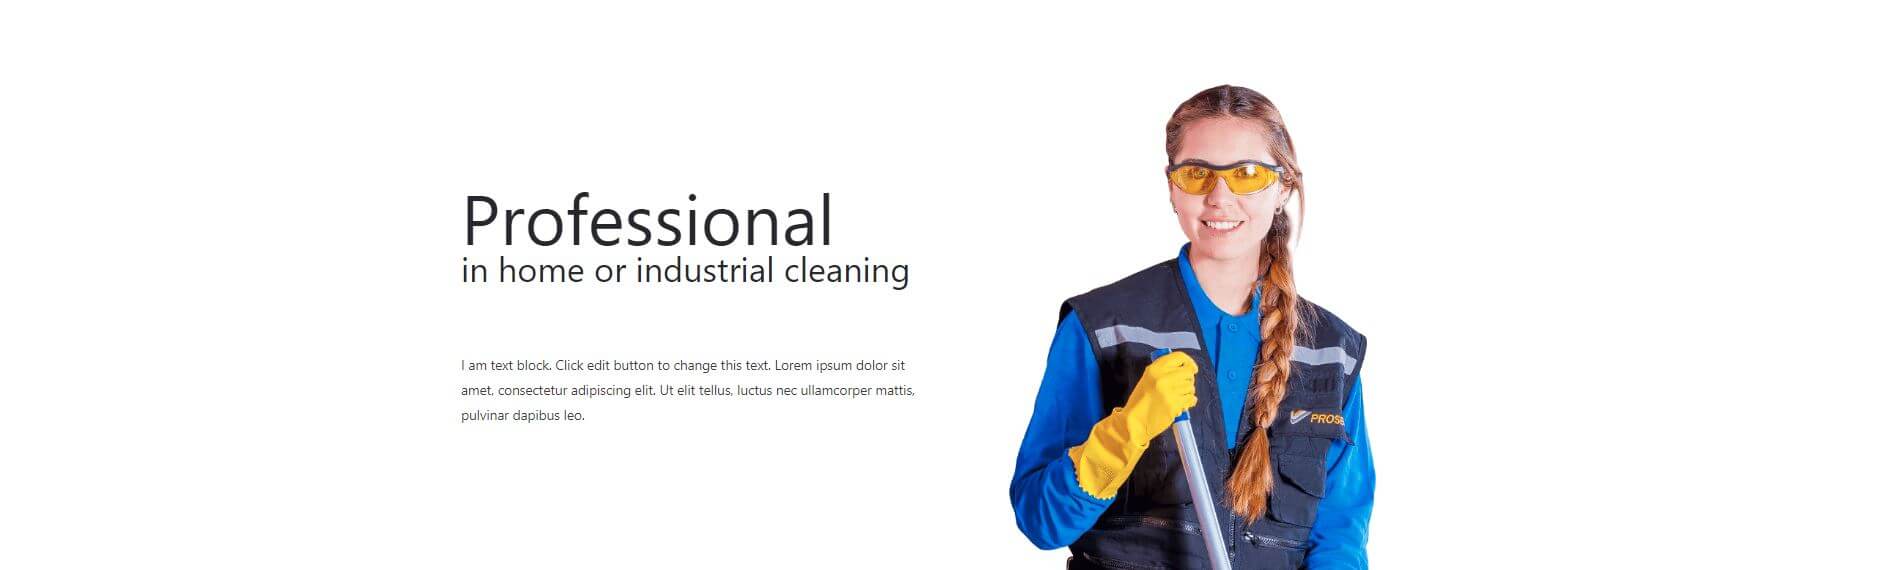 Professional
in home or industrial cleaning
I am text block. Click edit button to change this text. Lorem ipsum dolor sit
amet, consectetur adipiscing elit. Ut elit tellus, luctus nec ullamcorper mattis,
pulvinar dapibus leo.